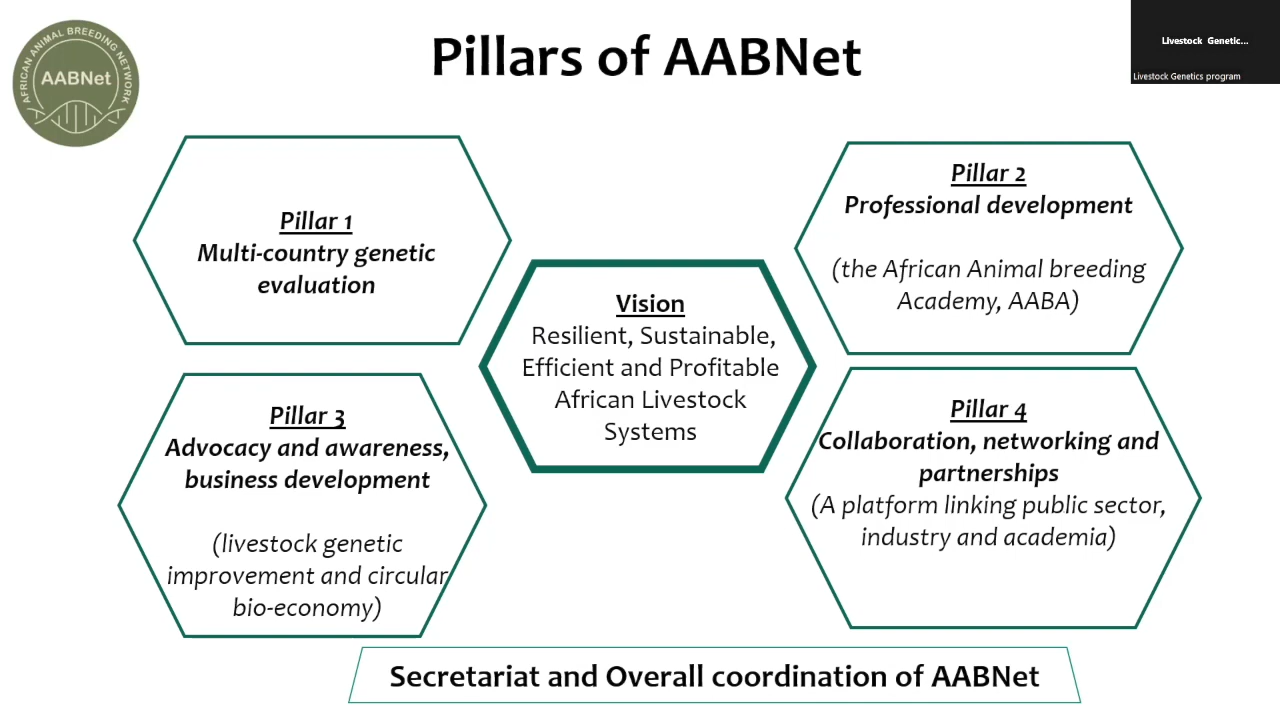 AFRICAN ANIMAL BREEDING NETWORK
AABNet
Pillars of AABNet
Livestock Genetic...
Livestock Genetics program
Pillar 1
Multi-country genetic
evaluation
Pillar 2
Professional development
(the African Animal breeding
Academy, AABA)
Vision
Resilient, Sustainable,
Efficient and Profitable
African Livestock
Systems
Pillar 3
Advocacy and awareness,
business development
(livestock genetic
improvement and circular
bio-economy)
Pillar 4
Collaboration, networking and
partnerships
(A platform linking public sector,
industry and academia)
Secretariat and Overall coordination of AABNet